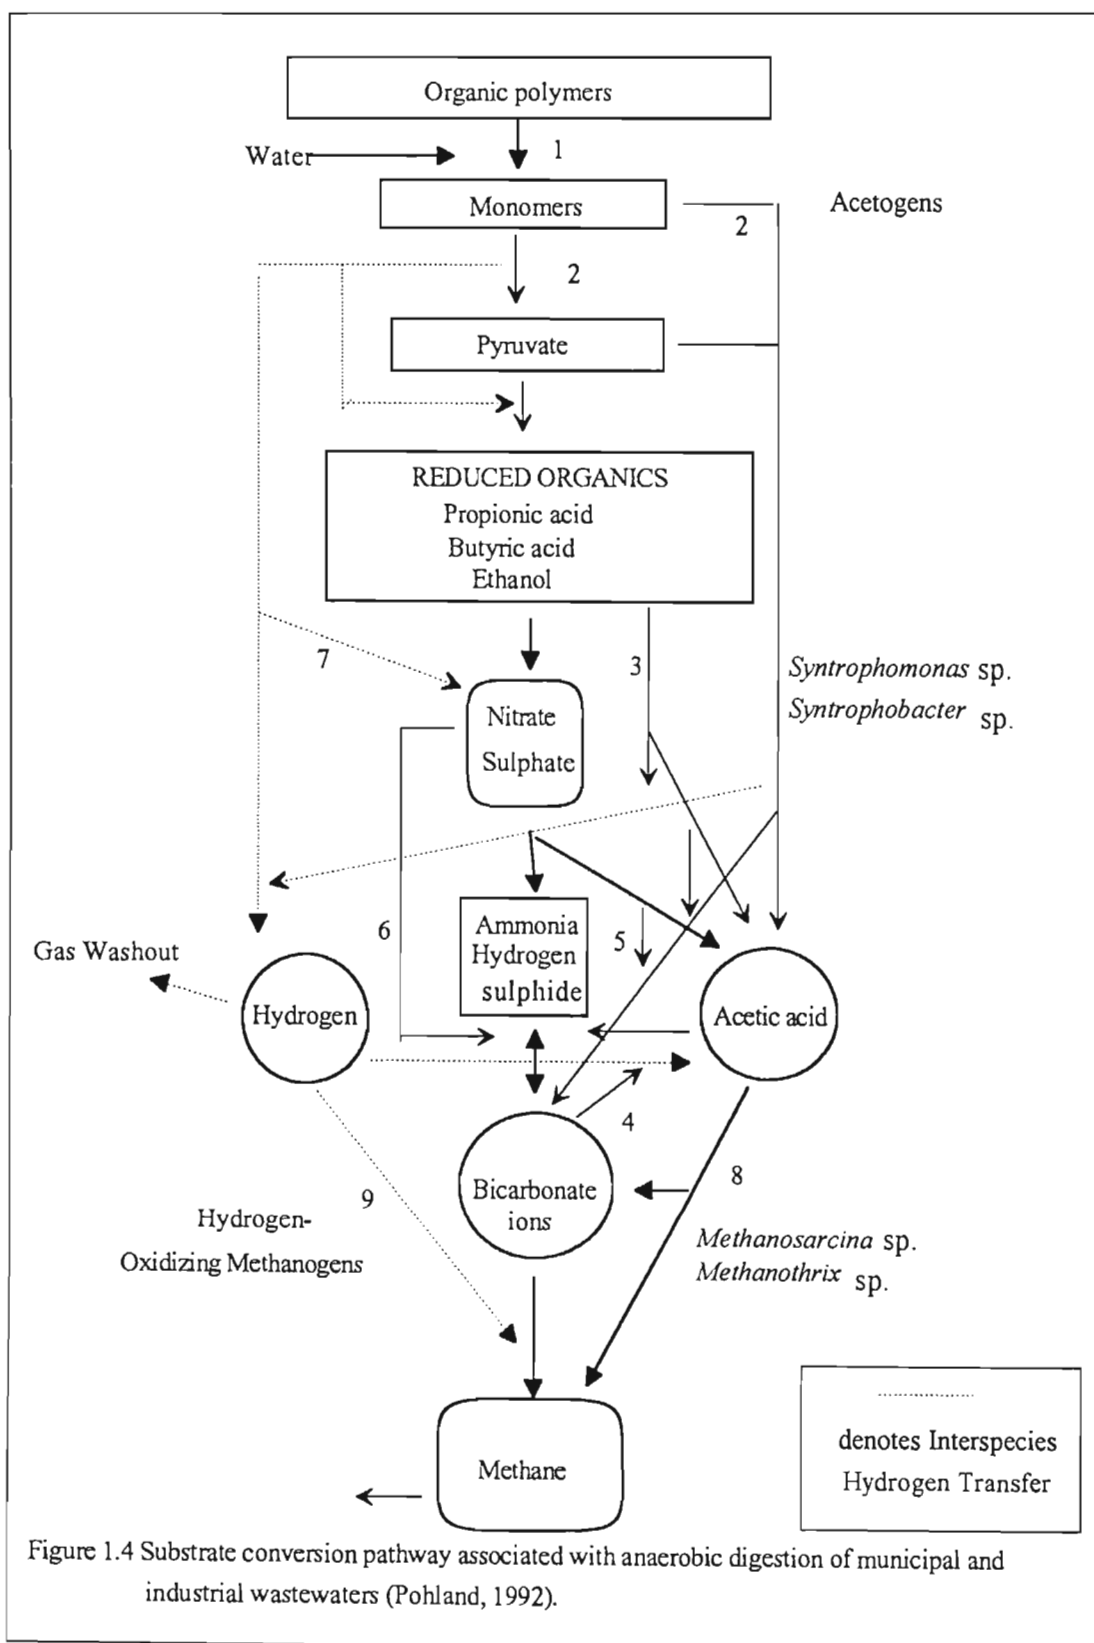 Organic polymers
Water
1
Monomers
2
Acetogens
2
Pyruvate
REDUCED ORGANICS
Propionic acid
Butyric acid
Ethanol
7
3
Syntrophomonas sp.
Syntrophobacter sp.
Nitrate
Sulphate
6
Ammonia
Hydrogen
sulphide
5
Gas Washout
Hydrogen
Acetic acid
4
Bicarbonate
ions
8
9
Hydrogen-
Oxidizing Methanogens
Methanosarcina sp.
Methanothrix sp.
Methane
denotes Interspecies
Hydrogen Transfer
Figure 1.4 Substrate conversion pathway associated with anaerobic digestion of municipal and
industrial wastewaters (Pohland, 1992).